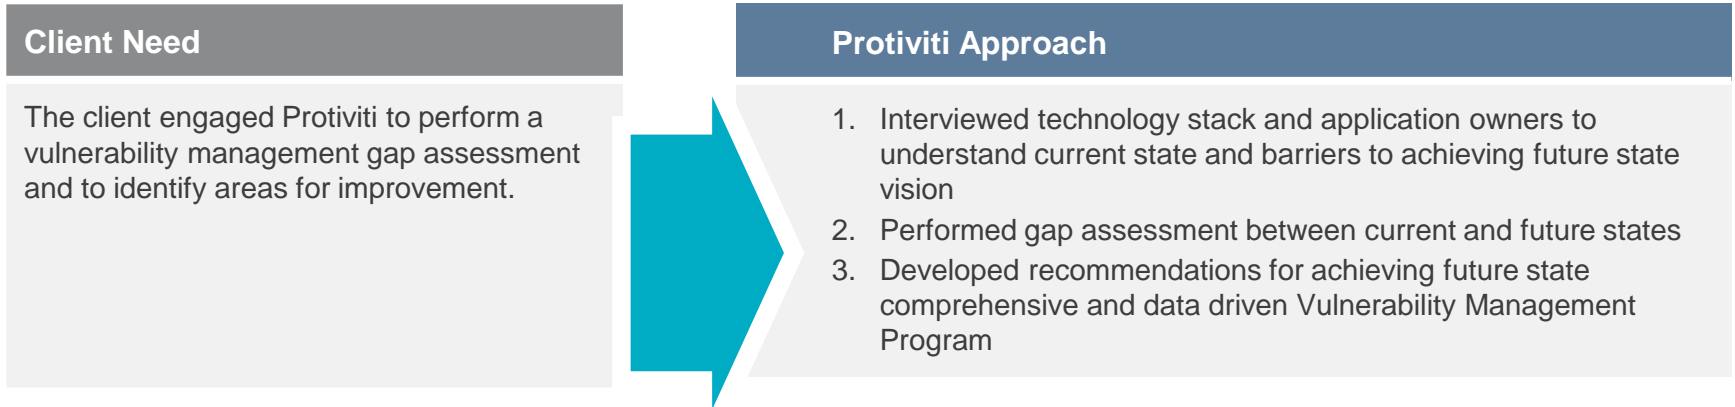 Client Need
The client engaged Protiviti to perform a
vulnerability management gap assessment
and to identify areas for improvement.
Protiviti Approach
1. Interviewed technology stack and application owners to
understand current state and barriers to achieving future state
vision
2. Performed gap assessment between current and future states
3. Developed recommendations for achieving future state
comprehensive and data driven Vulnerability Management
Program